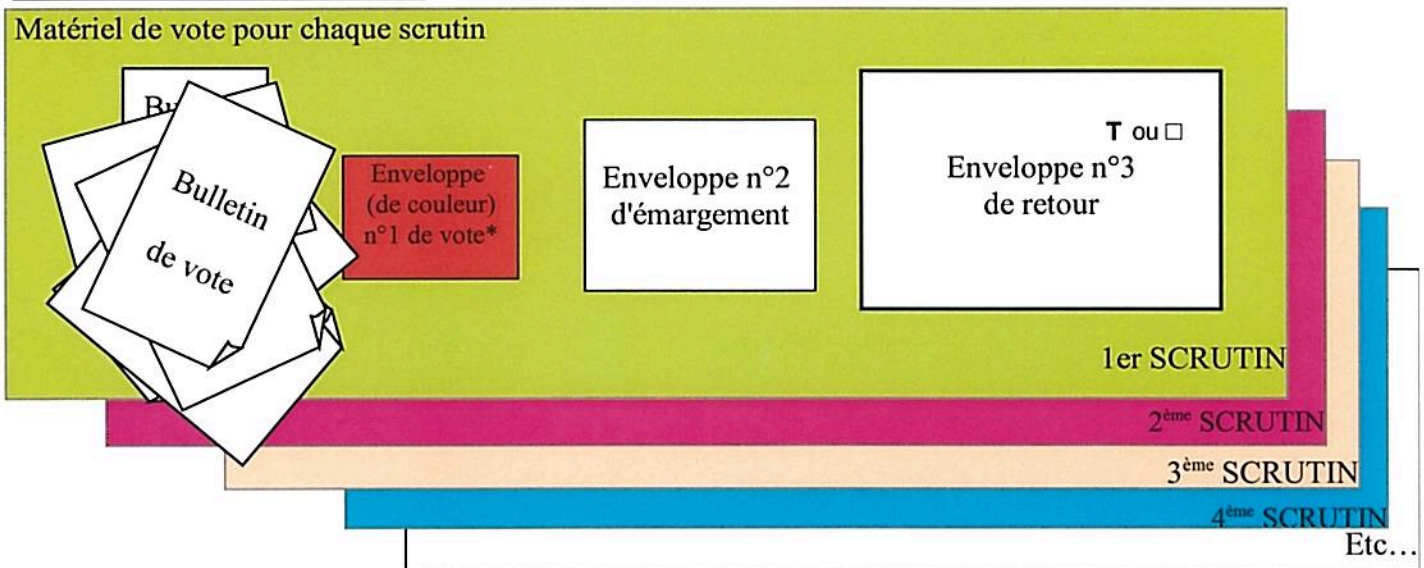 Matériel de vote pour chaque scrutin
Bulletin
de vote
Enveloppe
(de couleur)
n°1 de vote*
Enveloppe n°2
d'émargement
T ou □
Enveloppe n°3
de retour
1er SCRUTIN
2ème SCRUTIN
3ème SCRUTIN
4ème SCRUTIN
Etc…